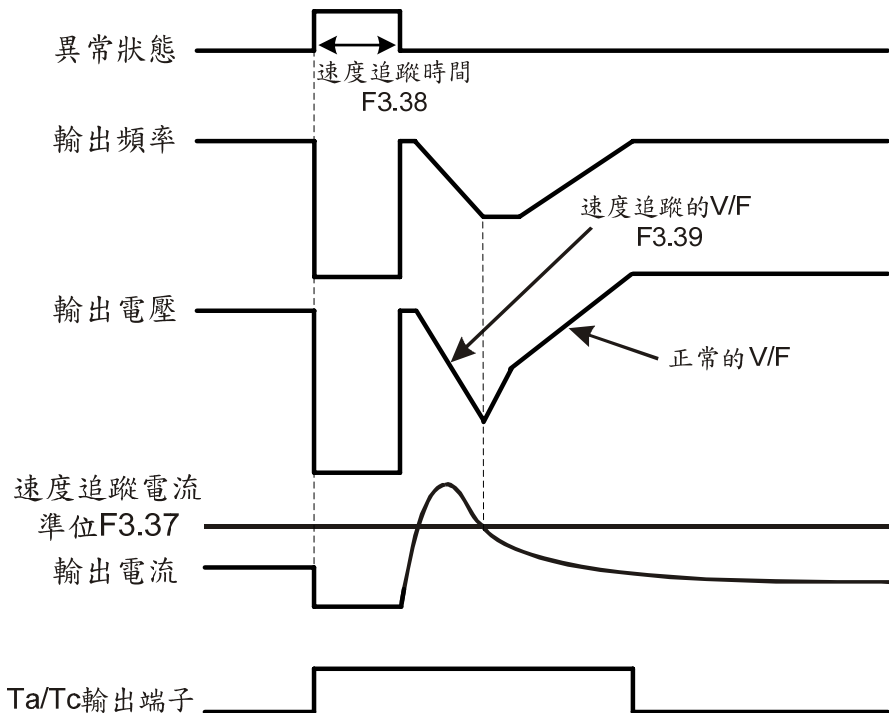 異常狀態
速度追蹤時間
F3.38
輸出頻率
速度追蹤的V/F
F3.39
輸出電壓
正常的V/F
速度追蹤電流
準位F3.37
輸出電流
Ta/Tc輸出端子